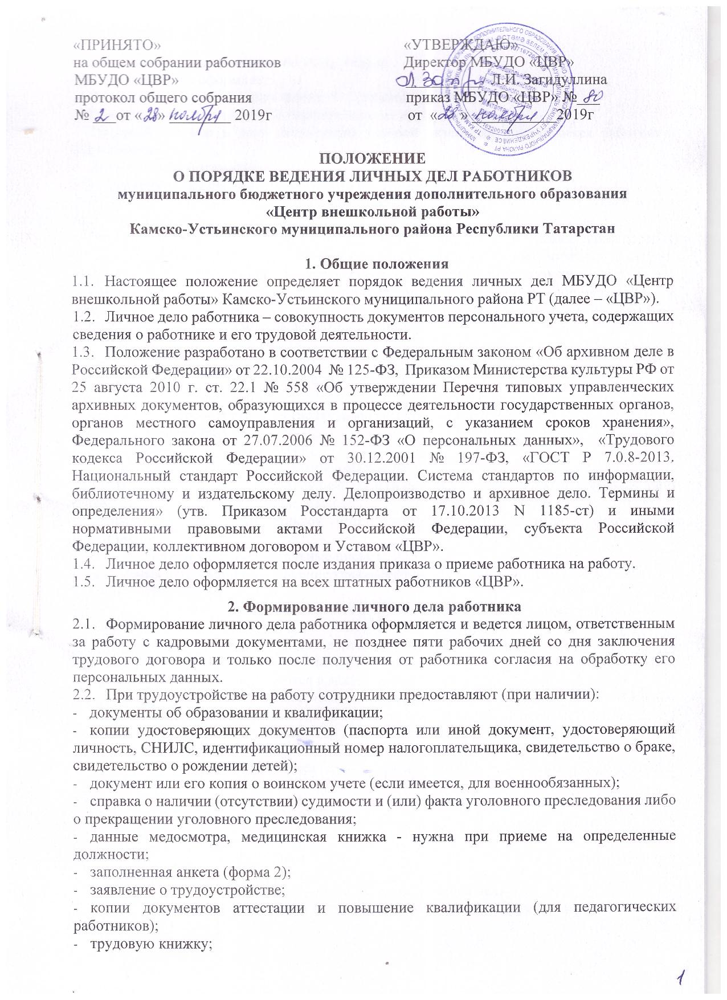 «ПРИНЯТО»
на общем собрании работников
МБУДО «ЦВР»
протокол общего собрания
№ 2 от «28» ноября 2019г
«УТВЕРЖДАЮ»
Директор МБУДО «ЦВР»
Л.И. Загидуллина
приказ МБУДО «ЦВР» № 80
от «28» ноября 2019г
ПОЛОЖЕНИЕ
О ПОРЯДКЕ ВЕДЕНИЯ ЛИЧНЫХ ДЕЛ РАБОТНИКОВ
муниципального бюджетного учреждения дополнительного образования
«Центр внешкольной работы»
Камско-Устьинского муниципального района Республики Татарстан
1. Общие положения
1.1. Настоящее положение определяет порядок ведения личных дел МБУДО «Центр
внешкольной работы» Камско-Устьинского муниципального района РТ (далее – «ЦВР»).
1.2. Личное дело работника – совокупность документов персонального учета, содержащих
сведения о работнике и его трудовой деятельности.
1.3. Положение разработано в соответствии с Федеральным законом «Об архивном деле в
Российской Федерации» от 22.10.2004 № 125-ФЗ, Приказом Министерства культуры РФ от
25 августа 2010 г. ст. 22.1 № 558 «Об утверждении Перечня типовых управленческих
архивных документов, образующихся в процессе деятельности государственных органов,
органов местного самоуправления и организаций, с указанием сроков хранения»,
Федерального закона от 27.07.2006 № 152-ФЗ «О персональных данных», «Трудового
кодекса Российской Федерации» от 30.12.2001 № 197-ФЗ, «ГОСТ Р 7.0.8-2013.
Национальный стандарт Российской Федерации. Система стандартов по информации,
библиотечному и издательскому делу. Делопроизводство и архивное дело. Термины и
определения» (утв. Приказом Росстандарта от 17.10.2013 N 1185-ст) и иными
нормативными правовыми актами Российской Федерации, субъекта Российской
Федерации, коллективном договором и Уставом «ЦВР».
1.4. Личное дело оформляется после издания приказа о приеме работника на работу.
1.5. Личное дело оформляется на всех штатных работников «ЦВР».
2. Формирование личного дела работника
2.1. Формирование личного дела работника оформляется и ведется лицом, ответственным
за работу с кадровыми документами, не позднее пяти рабочих дней со дня заключения
трудового договора и только после получения от работника согласия на обработку его
персональных данных.
2.2. При трудоустройстве на работу сотрудники предоставляют (при наличии):
- документы об образовании и квалификации;
- копии удостоверяющих документов (паспорта или иной документ, удостоверяющий
личность, СНИЛС, идентификационный номер налогоплательщика, свидетельство о браке,
свидетельство о рождении детей);
- документ или его копия о воинском учете (если имеется, для военнообязанных);
- справка о наличии (отсутствии) судимости и (или) факта уголовного преследования либо
о прекращении уголовного преследования;
- данные медосмотра, медицинская книжка - нужна при приеме на определенные
должности;
- заполненная анкета (форма 2);
- заявление о трудоустройстве;
- копии документов аттестации и повышение квалификации (для педагогических
работников);
- трудовую книжку;
1